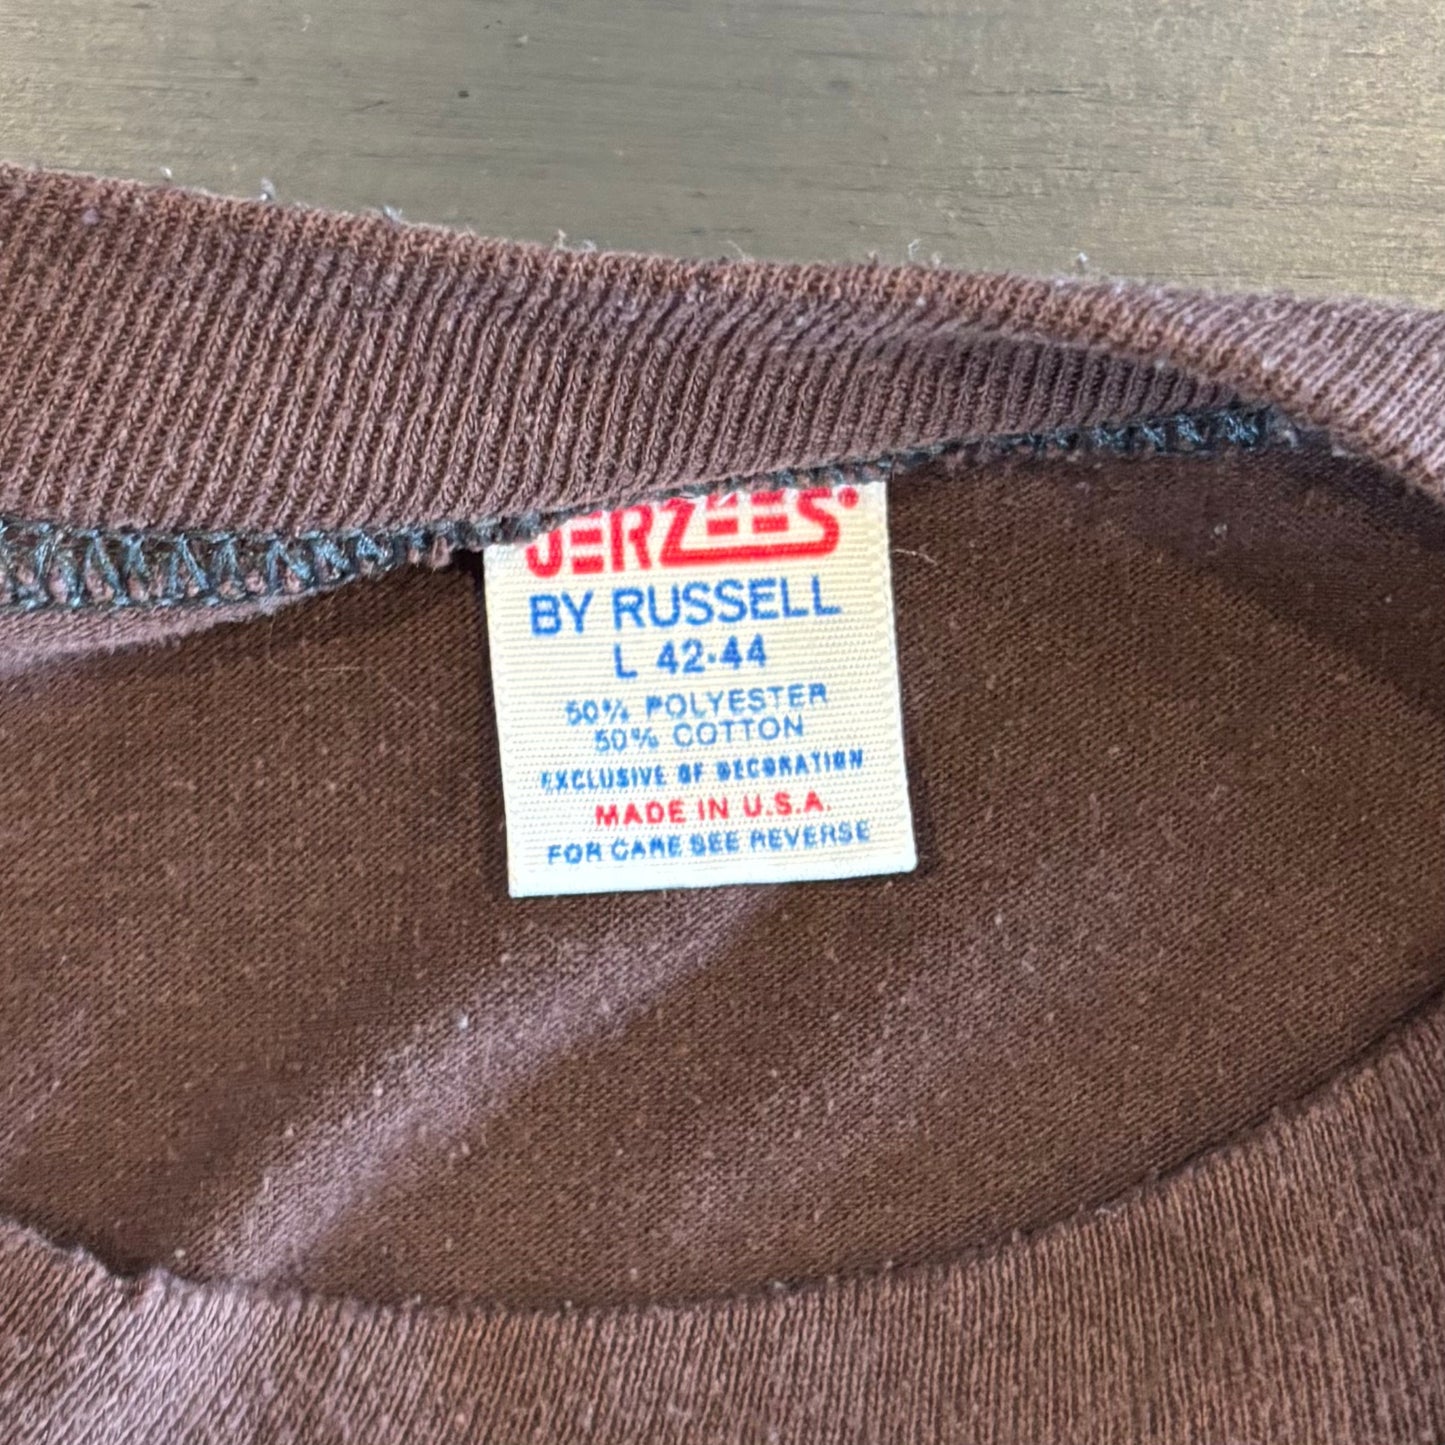 JERZEES®
BY RUSSELL
L 42-44
50% POLYESTER
50% COTTON
EXCLUSIVE OF DECORATION
MADE IN U.S.A.
FOR CARE SEE REVERSE